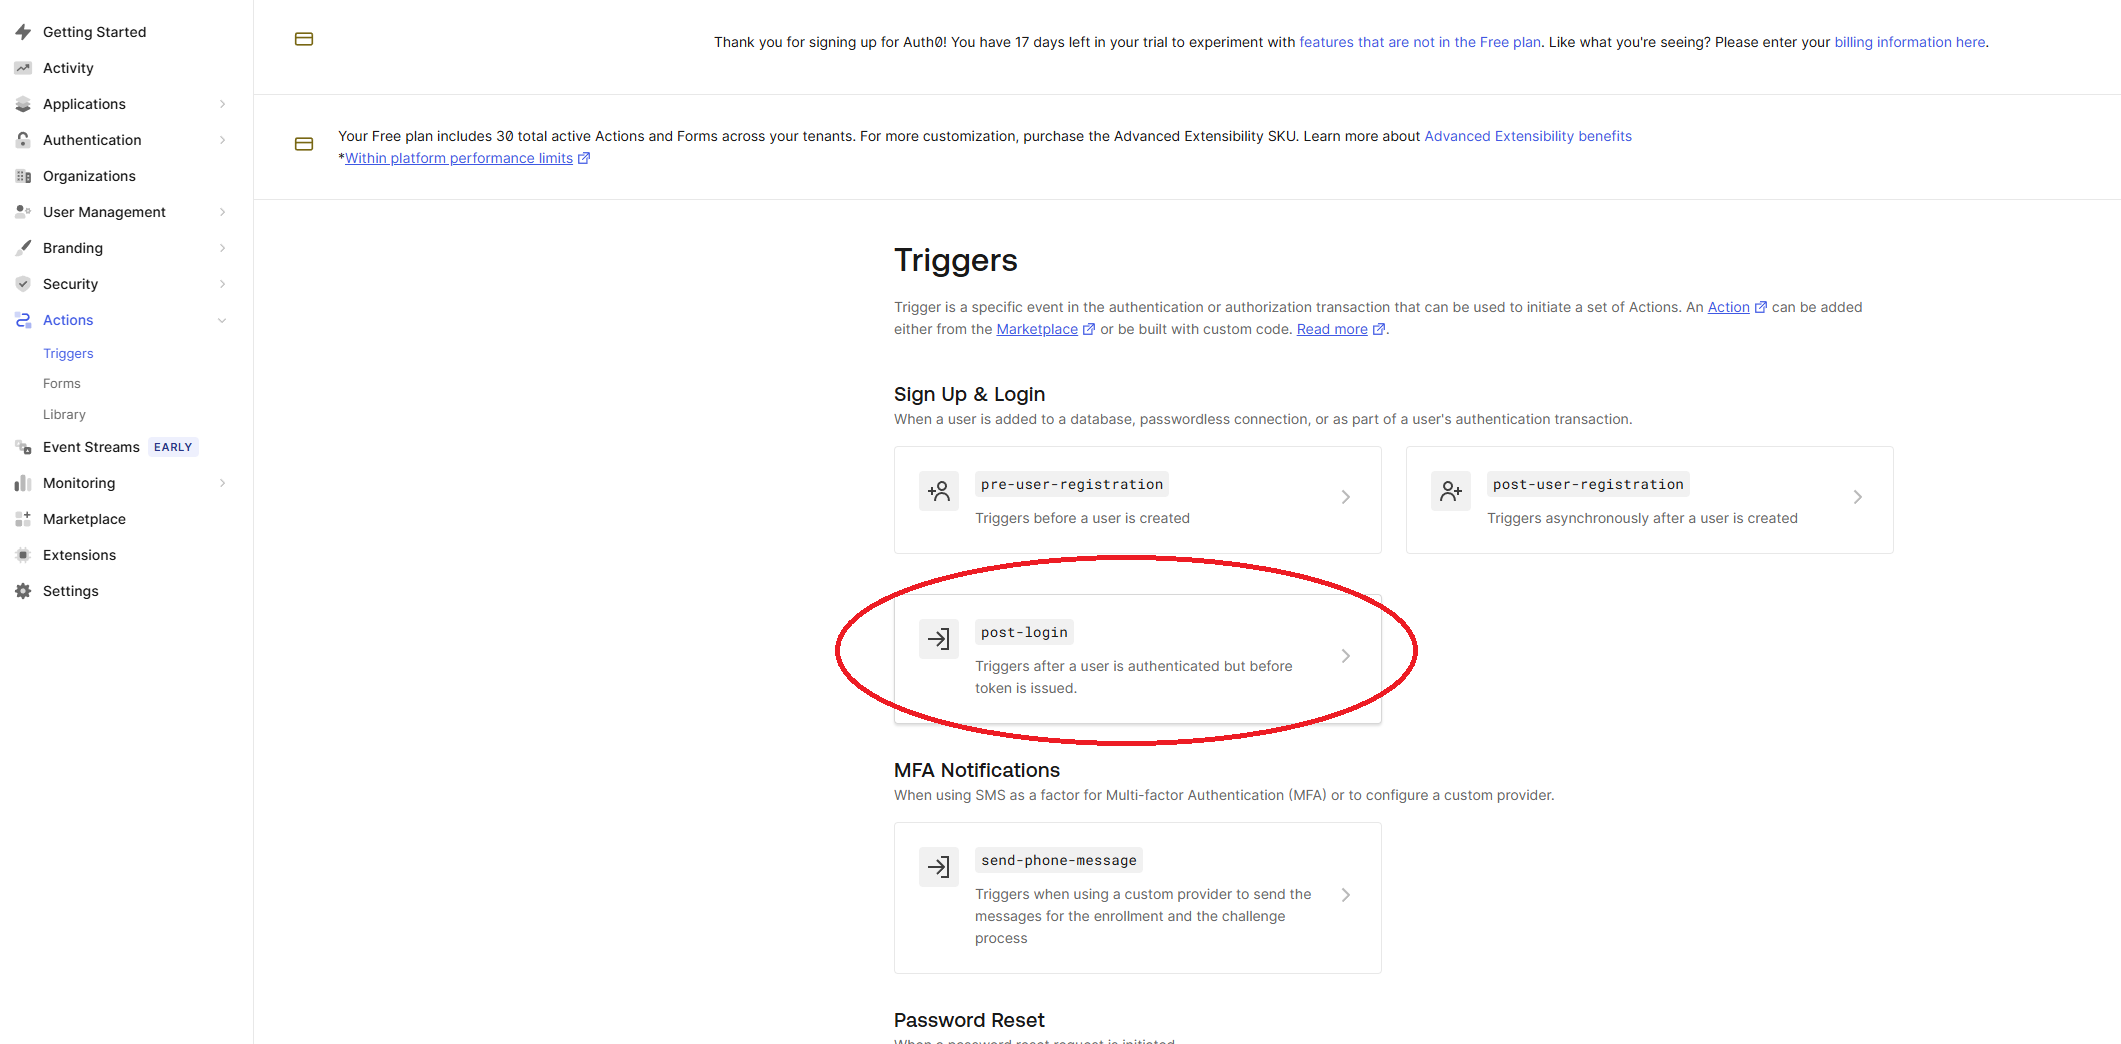 Getting Started
Activity
Applications
Authentication
Organizations
User Management
Branding
Security
Actions
Triggers
Forms
Library
Event Streams EARLY
Monitoring
Marketplace
Extensions
Settings
Thank you for signing up for Auth0! You have 17 days left in your trial to experiment with features that are not in the Free plan. Like what you're seeing? Please enter your billing information here.
Your Free plan includes 30 total active Actions and Forms across your tenants. For more customization, purchase the Advanced Extensibility SKU. Learn more about Advanced Extensibility benefits
*Within platform performance limits
Triggers
Trigger is a specific event in the authentication or authorization transaction that can be used to initiate a set of Actions. An Action can be added
either from the Marketplace or be built with custom code. Read more.
Sign Up & Login
When a user is added to a database, passwordless connection, or as part of a user's authentication transaction.
pre-user-registration
Triggers before a user is created
post-user-registration
Triggers asynchronously after a user is created
post-login
Triggers after a user is authenticated but before
token is issued.
MFA Notifications
When using SMS as a factor for Multi-factor Authentication (MFA) or to configure a custom provider.
send-phone-message
Triggers when using a custom provider to send the
messages for the enrollment and the challenge
process
Password Reset
When a password reset request is initiated